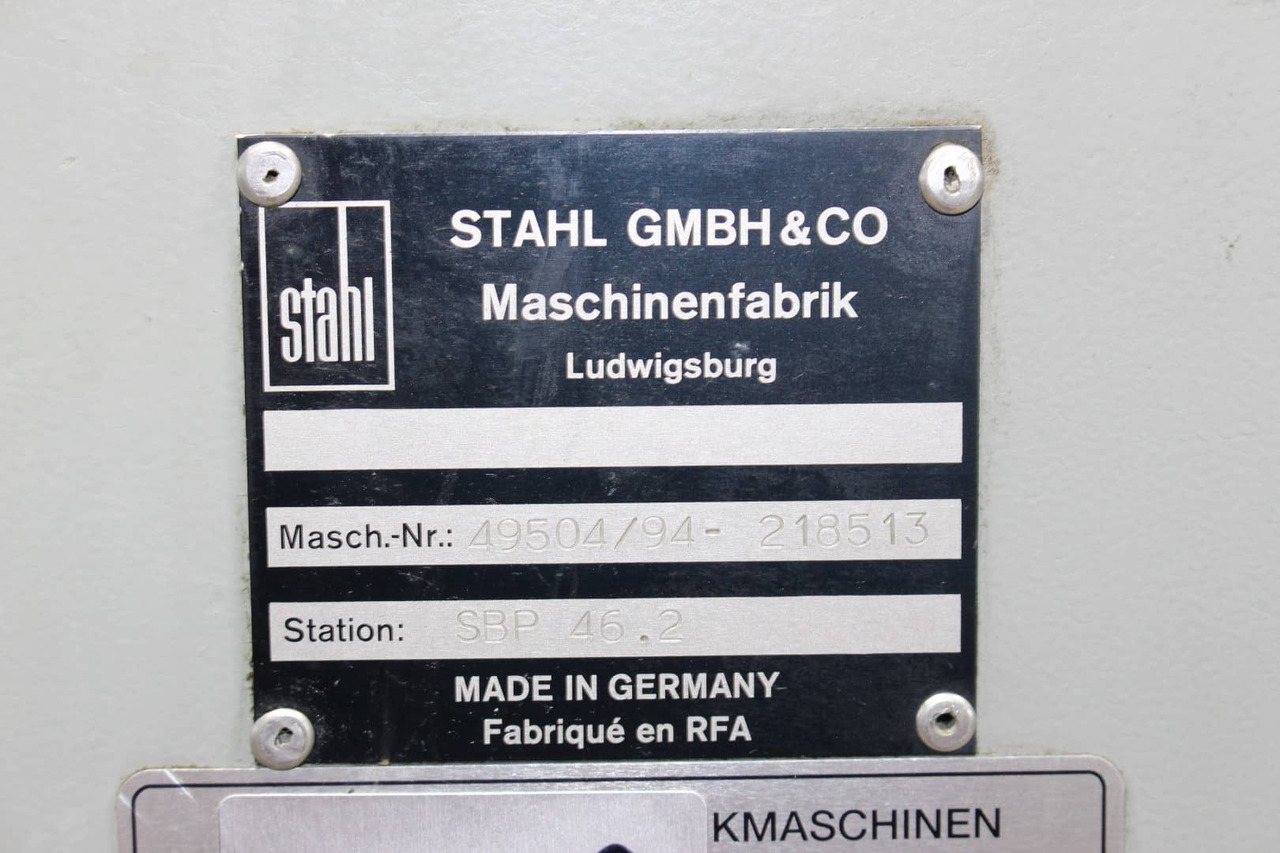 stahl
STAHL GMBH & CO
Maschinenfabrik
Ludwigsburg
Masch.-Nr.: 49504/94- 218513
Station: SBP 46.2
MADE IN GERMANY
Fabriqué en RFA
KMASCHINEN